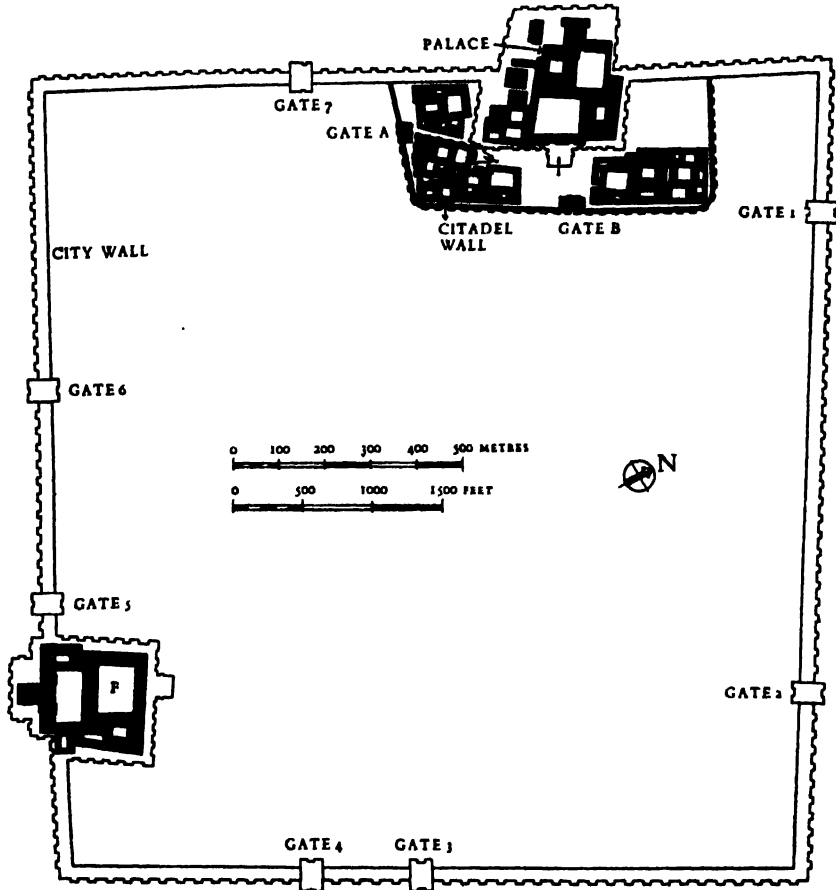 PALACE
GATE 7
GATE A
GATE 1
CITADEL
WALL
GATE B
CITY WALL
GATE 6
0 100 200 300 400 500 METRES
N
0 500 1000 1500 FEET
GATE 5
F
GATE 2
GATE 4
GATE 3